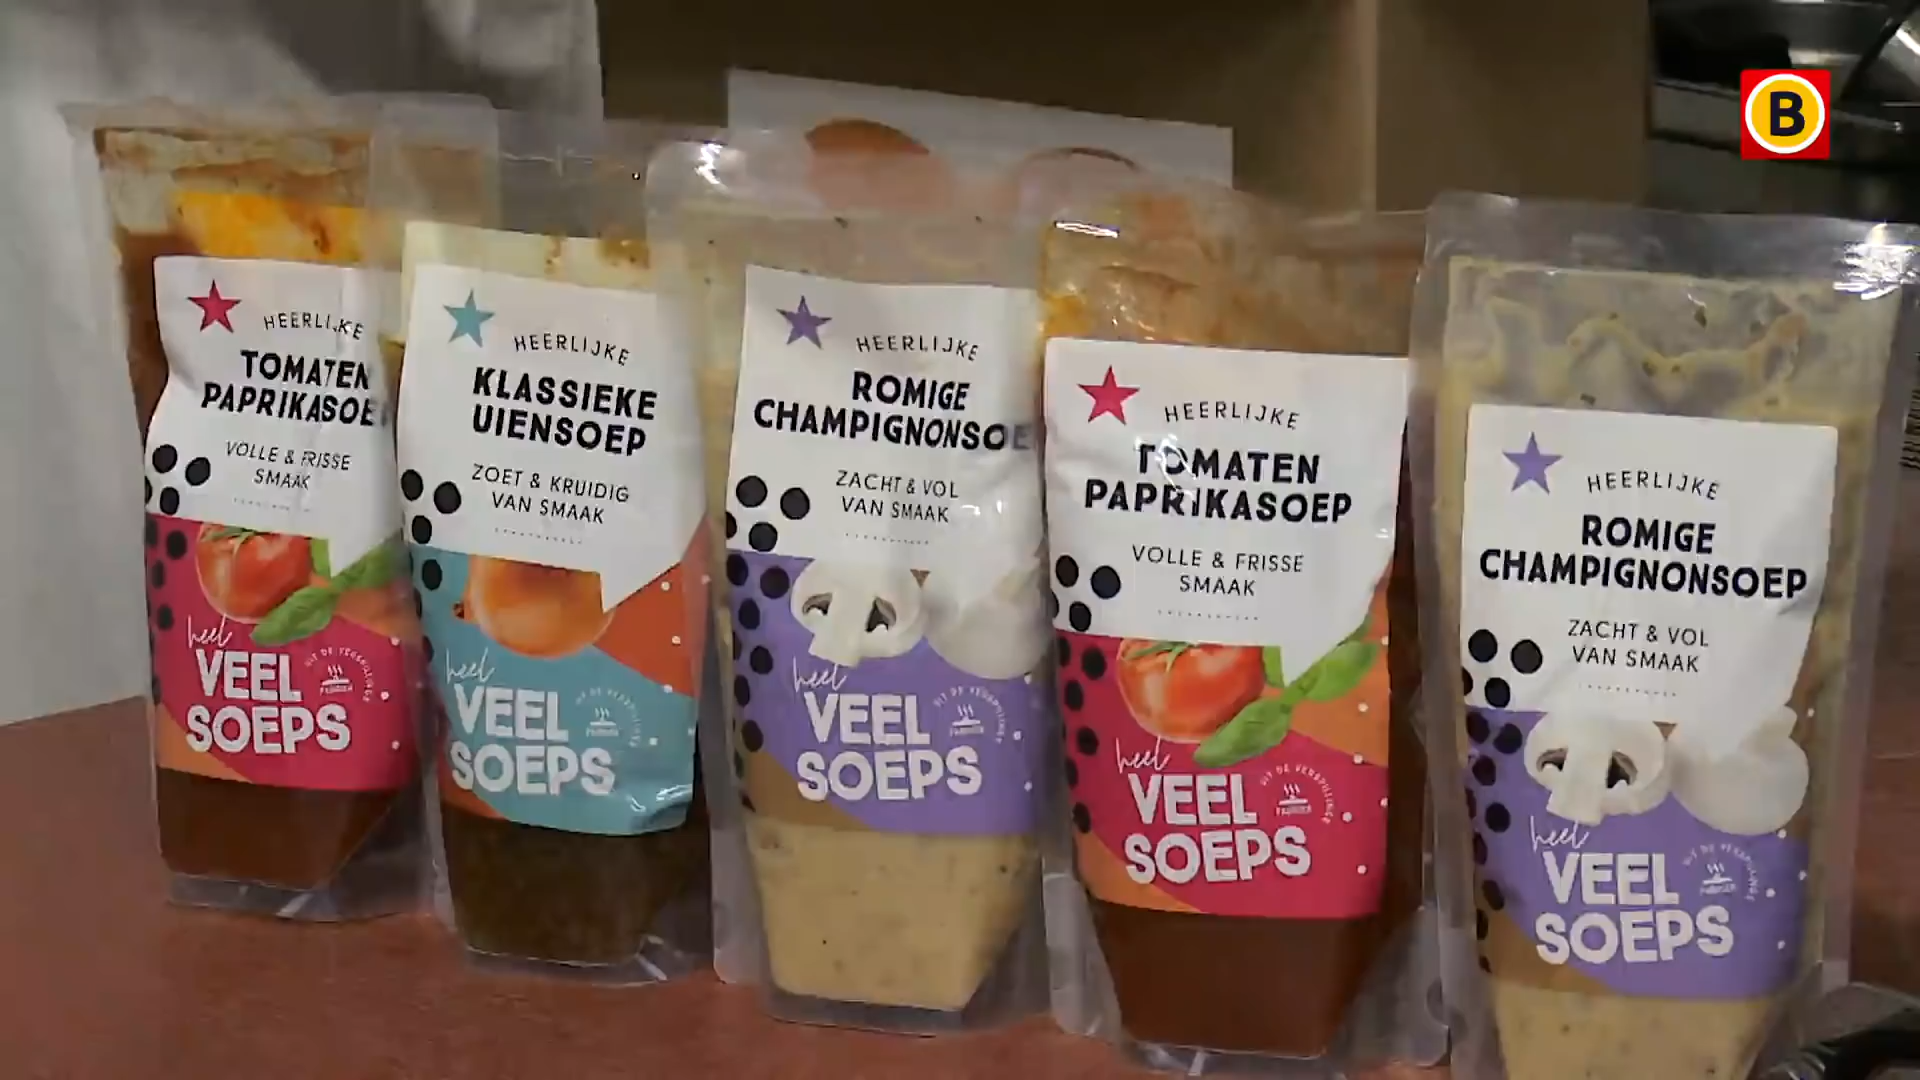 B
HEERLIJKE
TOMATEN
PAPRIKASOE
VOLLE & FRISSE
SMAAK
heel
VEEL
SOEPS
HEERLIJKE
KLASSIEKE
UIENSOEP
ZOET & KRUIDIG
VAN SMAAK
heel
VEEL
SOEPS
HEERLIJKE
ROMIGE
CHAMPIGNONSOE
ZACHT & VOL
VAN SMAAK
heel
VEEL
SOEPS
HEERLIJKE
TOMATEN
PAPRIKASOEP
VOLLE & FRISSE
SMAAK
heel
VEEL
SOEPS
HEERLIJKE
ROMIGE
CHAMPIGNONSOEP
ZACHT & VOL
VAN SMAAK
heel
VEEL
SOEPS